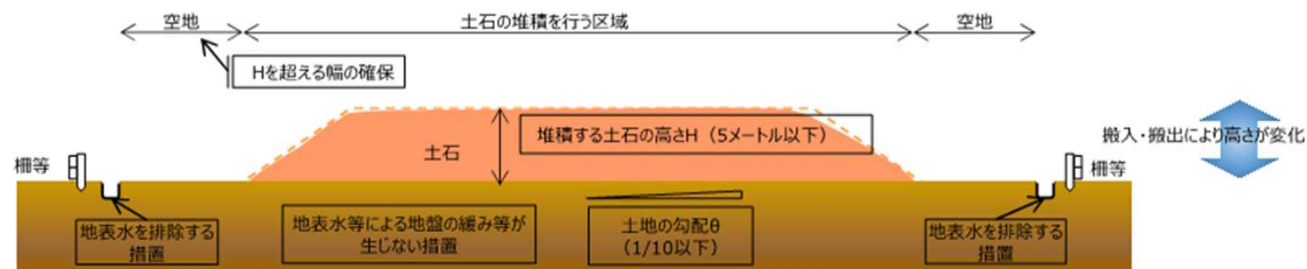 空地
土石の堆積を行う区域
空地
Hを超える幅の確保
堆積する土石の高さH（5メートル以下）
搬入・搬出により高さが変化
土石
柵等
柵等
地表水を排除する
措置
地表水等による地盤の緩み等が
生じない措置
土地の勾配θ
（1/10以下）
地表水を排除する
措置